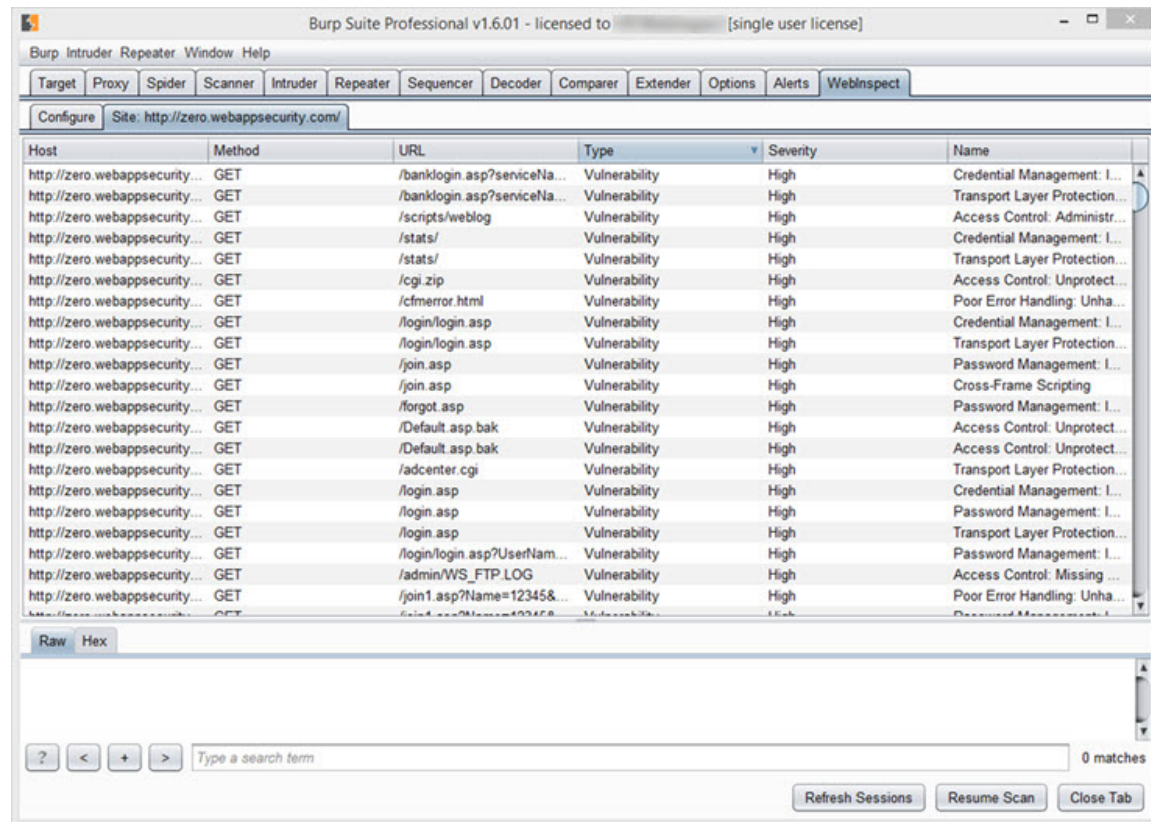 Burp Suite Professional v1.6.01 - licensed to [single user license]
Burp Intruder Repeater Window Help
Target Proxy Spider Scanner Intruder Repeater Sequencer Decoder Comparer Extender Options Alerts WebInspect
Configure Site: http://zero.webappsecurity.com/
Host Method URL Type Severity Name
http://zero.webappsecurity... GET /banklogin.asp?serviceNa... Vulnerability High Credential Management: I...
http://zero.webappsecurity... GET /banklogin.asp?serviceNa... Vulnerability High Transport Layer Protection...
http://zero.webappsecurity... GET /scripts/weblog Vulnerability High Access Control: Administr...
http://zero.webappsecurity... GET /stats/ Vulnerability High Credential Management: I...
http://zero.webappsecurity... GET /stats/ Vulnerability High Transport Layer Protection...
http://zero.webappsecurity... GET /cgi.zip Vulnerability High Access Control: Unprotect...
http://zero.webappsecurity... GET /cfmerror.html Vulnerability High Poor Error Handling: Unha...
http://zero.webappsecurity... GET /login/login.asp Vulnerability High Credential Management: I...
http://zero.webappsecurity... GET /login/login.asp Vulnerability High Transport Layer Protection...
http://zero.webappsecurity... GET /join.asp Vulnerability High Password Management: I...
http://zero.webappsecurity... GET /join.asp Vulnerability High Cross-Frame Scripting
http://zero.webappsecurity... GET /forgot.asp Vulnerability High Password Management: I...
http://zero.webappsecurity... GET /Default.asp.bak Vulnerability High Access Control: Unprotect...
http://zero.webappsecurity... GET /Default.asp.bak Vulnerability High Access Control: Unprotect...
http://zero.webappsecurity... GET /adcenter.cgi Vulnerability High Transport Layer Protection...
http://zero.webappsecurity... GET /login.asp Vulnerability High Credential Management: I...
http://zero.webappsecurity... GET /login.asp Vulnerability High Password Management: I...
http://zero.webappsecurity... GET /login.asp Vulnerability High Transport Layer Protection...
http://zero.webappsecurity... GET /login/login.asp?UserNam... Vulnerability High Password Management: I...
http://zero.webappsecurity... GET /admin/WS_FTP.LOG Vulnerability High Access Control: Missing ...
http://zero.webappsecurity... GET /join1.asp?Name=12345&... Vulnerability High Poor Error Handling: Unha...
Raw Hex
? < + > Type a search term 0 matches
Refresh Sessions Resume Scan Close Tab